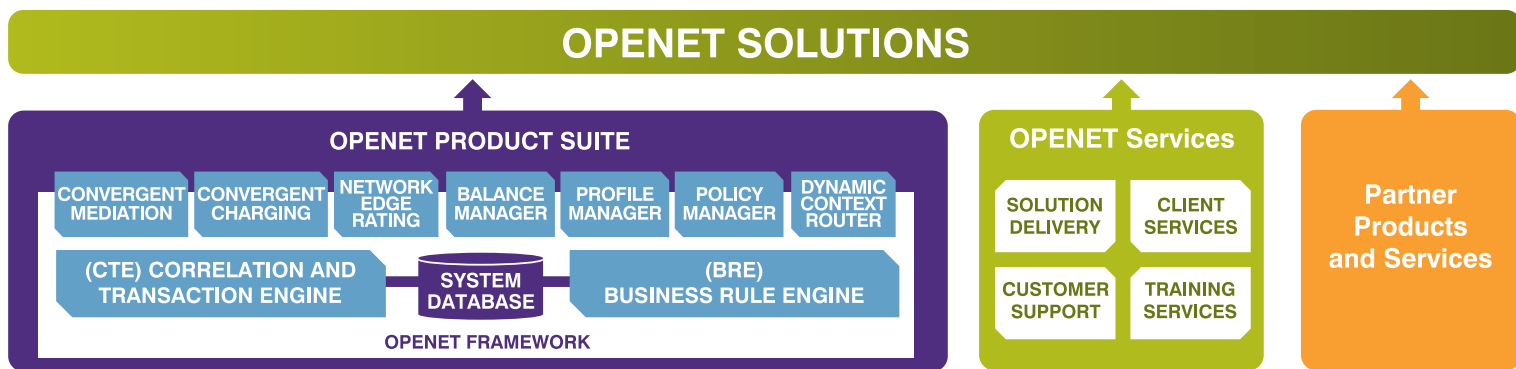 OPENET SOLUTIONS
OPENET PRODUCT SUITE
CONVERGENT
MEDIATION
CONVERGENT
CHARGING
NETWORK
EDGE
RATING
BALANCE
MANAGER
PROFILE
MANAGER
POLICY
MANAGER
DYNAMIC
CONTEXT
ROUTER
(CTE) CORRELATION AND
TRANSACTION ENGINE
SYSTEM
DATABASE
(BRE)
BUSINESS RULE ENGINE
OPENET FRAMEWORK
OPENET Services
SOLUTION
DELIVERY
CLIENT
SERVICES
CUSTOMER
SUPPORT
TRAINING
SERVICES
Partner
Products
and Services